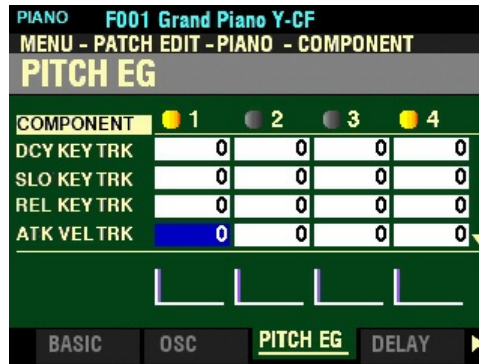 PIANO F001 Grand Piano Y-CF
MENU - PATCH EDIT - PIANO - COMPONENT
PITCH EG
COMPONENT 1 2 3 4
DCY KEY TRK 0 0 0 0
SLO KEY TRK 0 0 0 0
REL KEY TRK 0 0 0 0
ATK VEL TRK 0 0 0 0
BASIC OSC PITCH EG DELAY